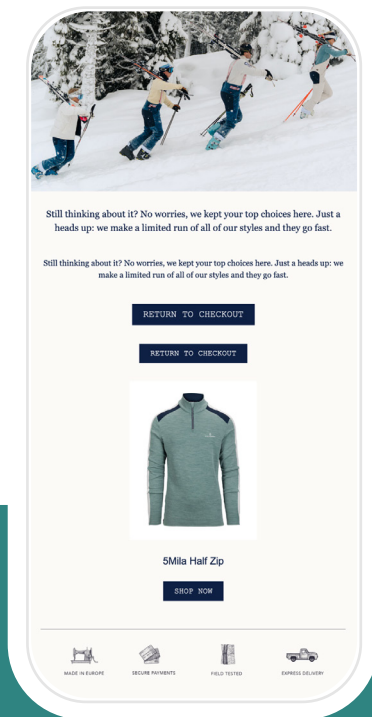 Still thinking about it? No worries, we kept your top choices here. Just a
heads up: we make a limited run of all of our styles and they go fast.
Still thinking about it? No worries, we kept your top choices here. Just a heads up: we
make a limited run of all of our styles and they go fast.
RETURN TO CHECKOUT
RETURN TO CHECKOUT
5Mila Half Zip
SHOP NOW
MADE IN EUROPE
SECURE PAYMENTS
FIELD TESTED
EXPRESS DELIVERY